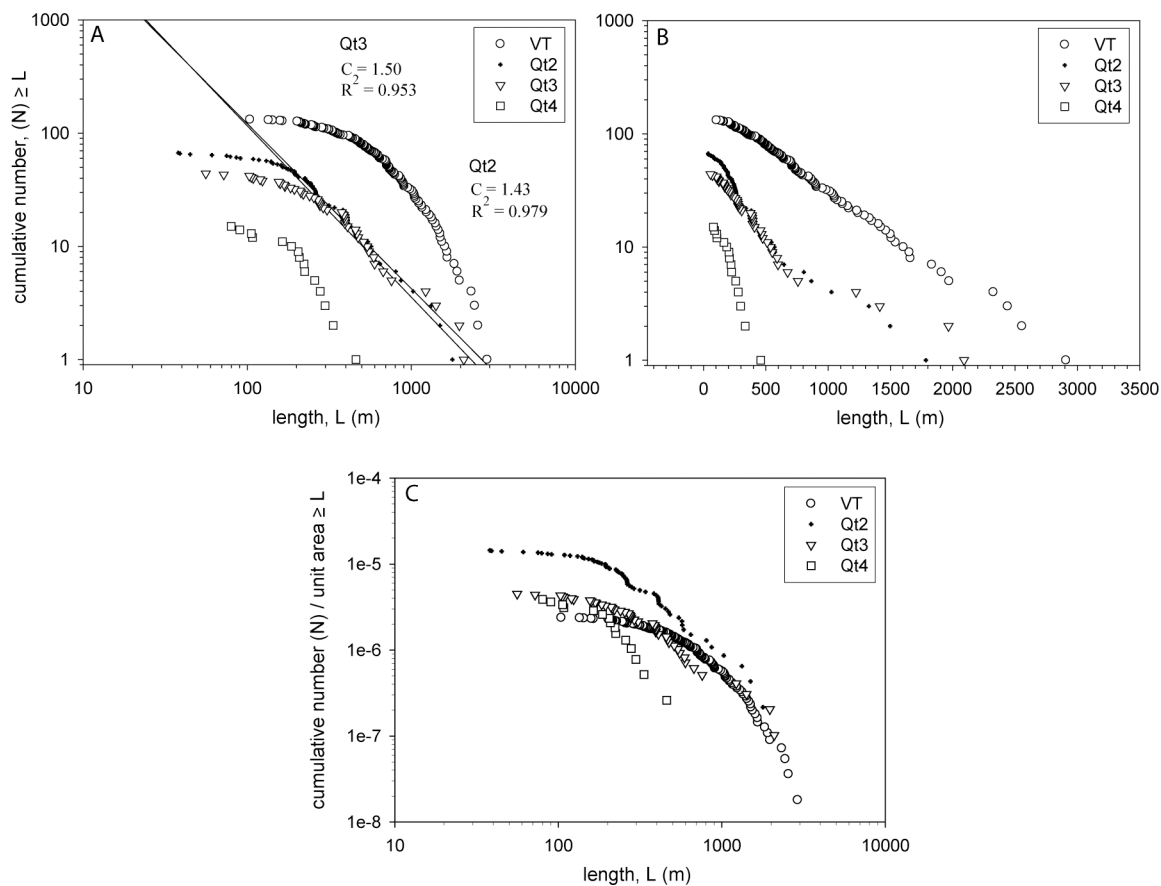 A
1000
100
10
1
cumulative number, (N) ≥ L
10
100
1000
10000
length, L (m)
Qt3
C = 1.50
R² = 0.953
Qt2
C = 1.43
R² = 0.979
VT
Qt2
Qt3
Qt4
B
1000
100
10
1
0
500
1000
1500
2000
2500
3000
3500
length, L (m)
VT
Qt2
Qt3
Qt4
C
1e-4
1e-5
1e-6
1e-7
1e-8
cumulative number (N) / unit area ≥ L
10
100
1000
10000
length, L (m)
VT
Qt2
Qt3
Qt4